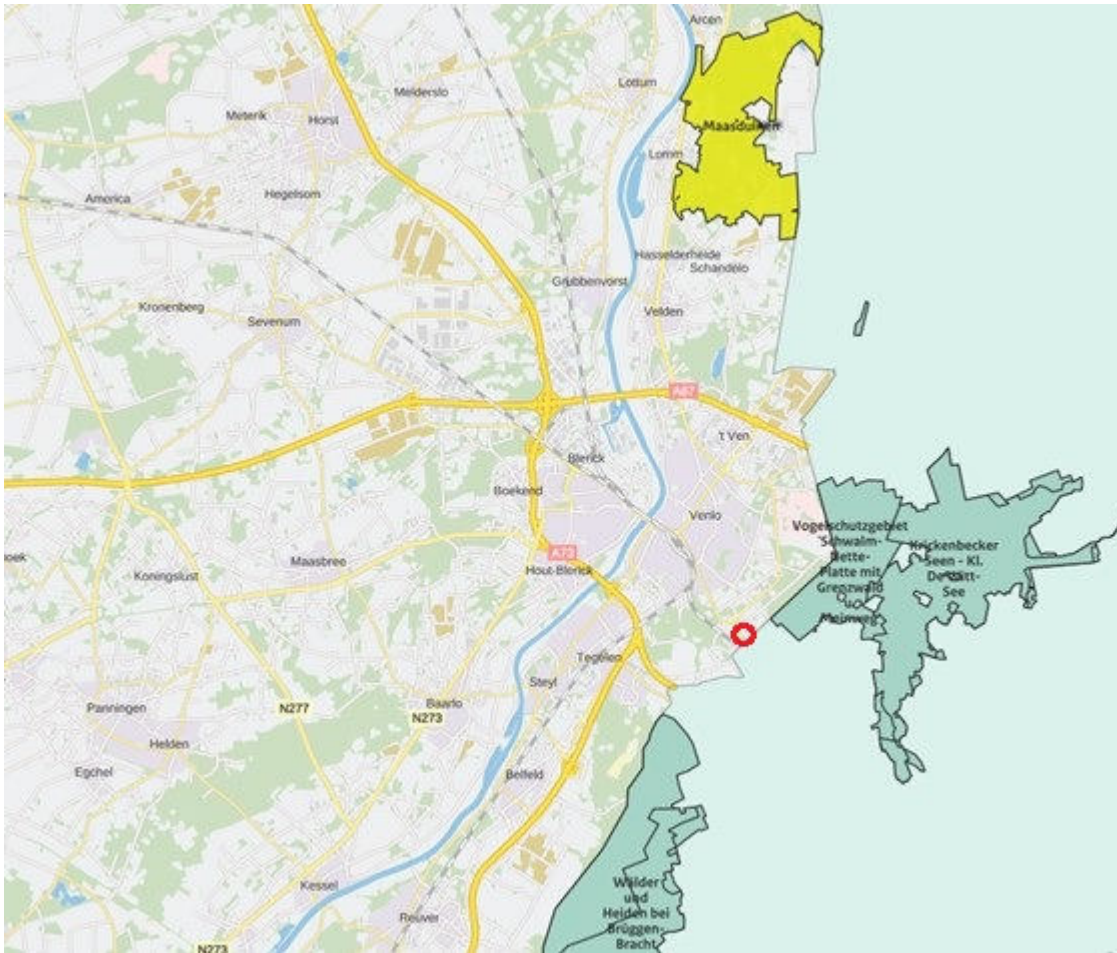 Arcen
Lottum
Melderslo
Meterik
Horst
Maasduinen
Lomm
America
Hegelsom
Hasselderheide
Schandelo
Grubbenvorst
Kronenberg
Sevenum
Velden
A67
't Ven
Blerick
Boekend
Venlo
Vogelschutzgebiet
'Schwalm-
Nette-
Platte mit
Grenzwald
u.
Meinweg'
Krickenbecker
Seen - Kl.
De Witt-
See
A73
Hout-Blerick
Maasbree
Koningslust
oek
Tegelen
Steyl
Baarlo
N277
N273
Panningen
Helden
Egchel
Belfeld
Kessel
Reuver
N273
Wälder
und
Heiden bei
Brüggen-
Bracht